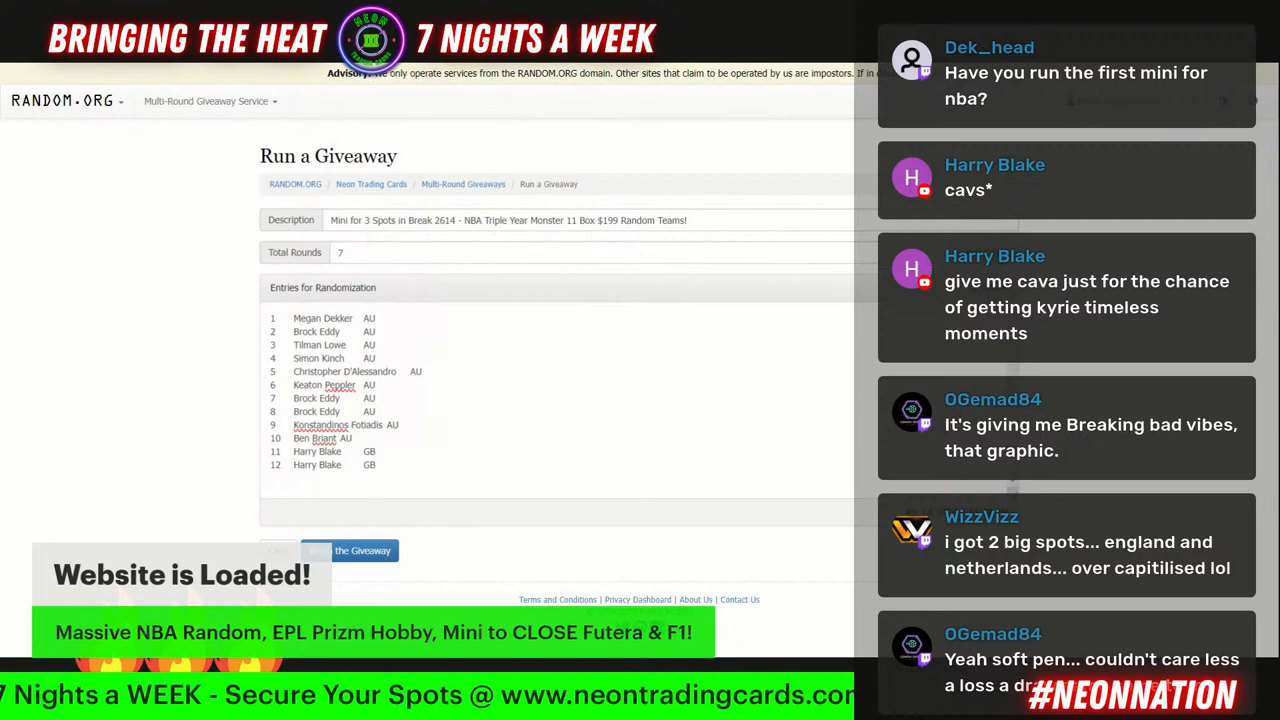 BRINGING THE HEAT
NEON
TRADING CARDS
7 NIGHTS A WEEK
Advisory: We only operate services from the RANDOM.ORG domain. Other sites that claim to be operated by us are impostors. If in
RANDOM.ORG
Multi-Round Giveaway Service
Run a Giveaway
RANDOM.ORG
Neon Trading Cards
Multi-Round Giveaways
Run a Giveaway
Description
Mini for 3 Spots in Break 2614 - NBA Triple Year Monster 11 Box $199 Random Teams!
Total Rounds
7
Entries for Randomization
1 Megan Dekker AU
2 Brock Eddy AU
3 Tilman Lowe AU
4 Simon Kinch AU
5 Christopher D'Alessandro AU
6 Keaton Peppler AU
7 Brock Eddy AU
8 Brock Eddy AU
9 Konstandinos Fotiadis AU
10 Ben Briant AU
11 Harry Blake GB
12 Harry Blake GB
the Giveaway
Terms and Conditions | Privacy Dashboard | About Us | Contact Us
Website is Loaded!
Massive NBA Random, EPL Prizm Hobby, Mini to CLOSE Futera & F1!
7 Nights a WEEK - Secure Your Spots @ www.neontradingcards.com
Dek_head
Have you run the first mini for
nba?
H
Harry Blake
cavs*
H
Harry Blake
give me cava just for the chance
of getting kyrie timeless
moments
OGemad84
It's giving me Breaking bad vibes,
that graphic.
W
WizzVizz
i got 2 big spots... england and
netherlands... over capitilised lol
OGemad84
Yeah soft pen... couldn't care less
a loss a
#NEONNATION